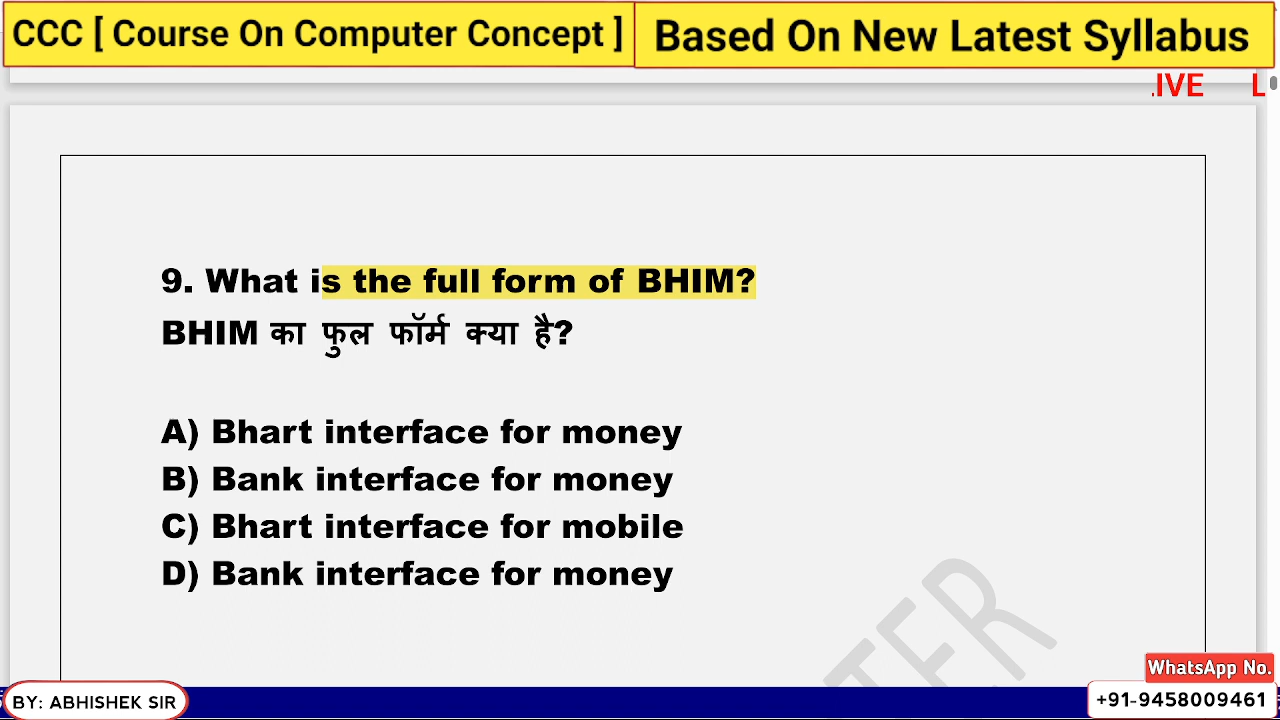 CCC [ Course On Computer Concept ] Based On New Latest Syllabus
IVE L
9. What is the full form of BHIM?
BHIM का फुल फॉर्म क्या है?
A) Bhart interface for money
B) Bank interface for money
C) Bhart interface for mobile
D) Bank interface for money
TER
WhatsApp No.
BY: ABHISHEK SIR
+91-9458009461